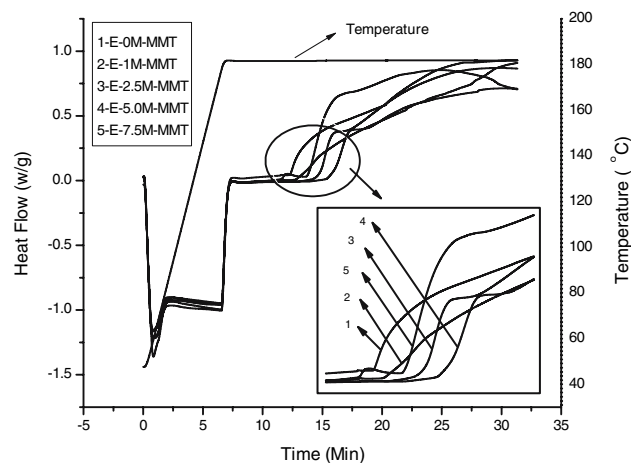 Temperature
1-E-0M-MMT
2-E-1M-MMT
3-E-2.5M-MMT
4-E-5.0M-MMT
5-E-7.5M-MMT
1.0
0.5
0.0
-0.5
-1.0
-1.5
Heat Flow (w/g)
200
180
160
140
120
100
80
60
40
Temperature (°C)
4
3
5
2
1
-5 0 5 10 15 20 25 30 35
Time (Min)